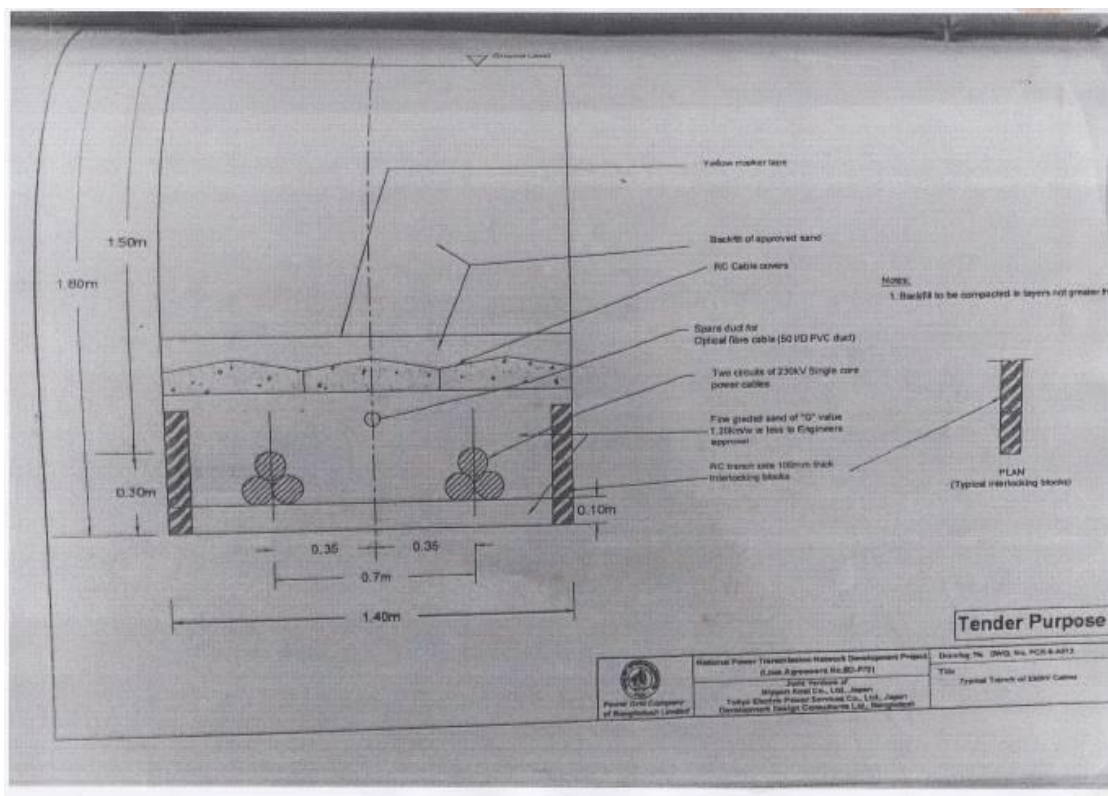 Ground Level
Yellow marker tape
1.50m
Backfill of approved sand
RC Cable covers
1.80m
Notes:
1. Backfill to be compacted in layers not greater
Spare duct for
Optical fibre cable (50 I/D PVC duct)
Two circuits of 230kV Single core
power cables
Fine graded sand of "G" value
1.20km/w or less to Engineers
approval
RC trench side 100mm thick
Interlocking blocks
PLAN
(Typical interlocking blocks)
0.30m
0.10m
0.35
0.35
0.7m
1.40m
Tender Purpose
Power Grid Company
of Bangladesh Limited
National Power Transmission Network Development Project
(Loan Agreement No.
Joint Venture of
Nippon Koei Co., Ltd., Japan
Tokyo Electric Power Services Co., Ltd., Japan
Development Design Consultants Ltd., Bangladesh
Drawing No. DWG. No.
Title
Typical Trench of 230kV Cables